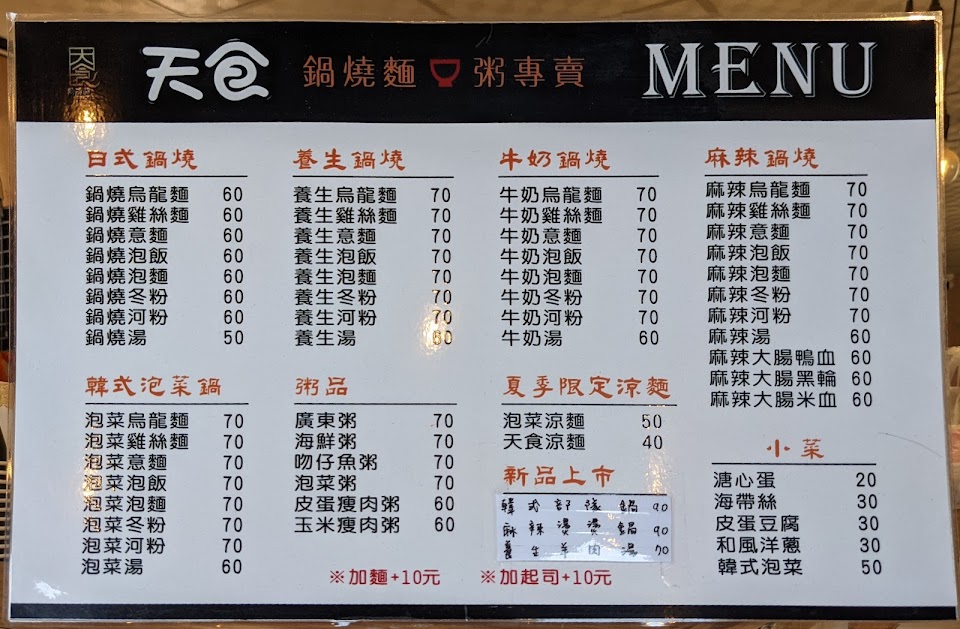 天食 鍋燒麵 粥專賣 MENU
日式鍋燒
鍋燒烏龍麵 60
鍋燒雞絲麵 60
鍋燒意麵 60
鍋燒泡飯 60
鍋燒泡麵 60
鍋燒冬粉 60
鍋燒河粉 60
鍋燒湯 50
養生鍋燒
養生烏龍麵 70
養生雞絲麵 70
養生意麵 70
養生泡飯 70
養生泡麵 70
養生冬粉 70
養生河粉 70
養生湯 60
牛奶鍋燒
牛奶烏龍麵 70
牛奶雞絲麵 70
牛奶意麵 70
牛奶泡飯 70
牛奶泡麵 70
牛奶冬粉 70
牛奶河粉 70
牛奶湯 60
麻辣鍋燒
麻辣烏龍麵 70
麻辣雞絲麵 70
麻辣意麵 70
麻辣泡飯 70
麻辣泡麵 70
麻辣冬粉 70
麻辣河粉 70
麻辣湯 60
麻辣大腸鴨血 60
麻辣大腸黑輪 60
麻辣大腸米血 60
韓式泡菜鍋
泡菜烏龍麵 70
泡菜雞絲麵 70
泡菜意麵 70
泡菜泡飯 70
泡菜泡麵 70
泡菜冬粉 70
泡菜河粉 70
泡菜湯 60
粥品
廣東粥 70
海鮮粥 70
吻仔魚粥 70
泡菜粥 70
皮蛋瘦肉粥 60
玉米瘦肉粥 60
夏季限定涼麵
泡菜涼麵 50
天食涼麵 40
新品上市
韓式部隊鍋 90
麻辣燙燙鍋 90
養生羊肉湯 70
小菜
溏心蛋 20
海帶絲 30
皮蛋豆腐 30
和風洋蔥 30
韓式泡菜 50
※加麵+10元 ※加起司+10元